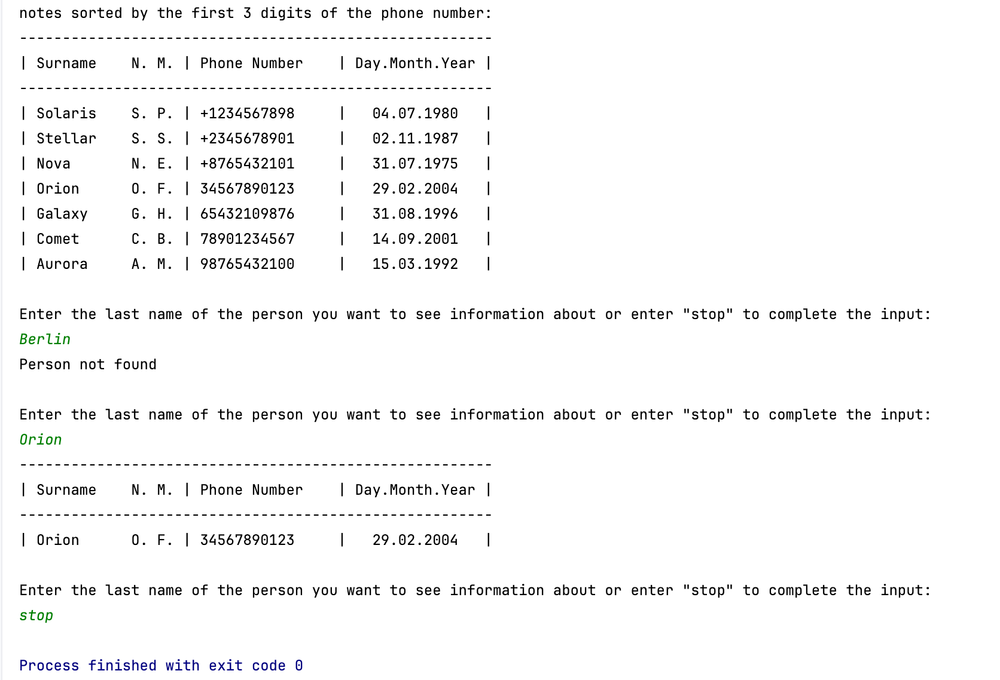 notes sorted by the first 3 digits of the phone number:
-------------------------------------------------------
| Surname    N. M. | Phone Number    | Day.Month.Year |
-------------------------------------------------------
| Solaris    S. P. | +1234567898     |   04.07.1980   |
| Stellar    S. S. | +2345678901     |   02.11.1987   |
| Nova       N. E. | +8765432101     |   31.07.1975   |
| Orion      O. F. | 34567890123     |   29.02.2004   |
| Galaxy     G. H. | 65432109876     |   31.08.1996   |
| Comet      C. B. | 78901234567     |   14.09.2001   |
| Aurora     A. M. | 98765432100     |   15.03.1992   |
Enter the last name of the person you want to see information about or enter "stop" to complete the input:
Berlin
Person not found
Enter the last name of the person you want to see information about or enter "stop" to complete the input:
Orion
-------------------------------------------------------
| Surname    N. M. | Phone Number    | Day.Month.Year |
-------------------------------------------------------
| Orion      O. F. | 34567890123     |   29.02.2004   |
Enter the last name of the person you want to see information about or enter "stop" to complete the input:
stop
Process finished with exit code 0